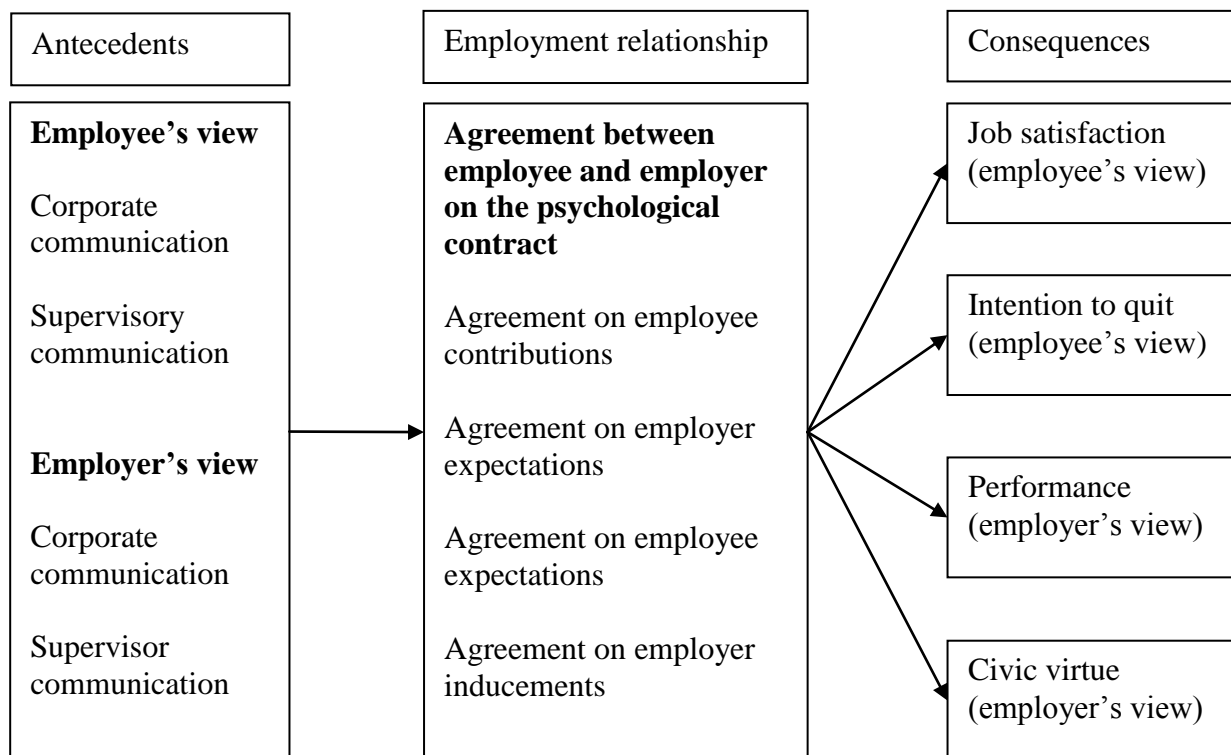 Antecedents
Employment relationship
Consequences
Employee's view
Corporate
communication
Supervisory
communication
Employer's view
Corporate
communication
Supervisor
communication
Agreement between
employee and employer
on the psychological
contract
Agreement on employee
contributions
Agreement on employer
expectations
Agreement on employee
expectations
Agreement on employer
inducements
Job satisfaction
(employee's view)
Intention to quit
(employee's view)
Performance
(employer's view)
Civic virtue
(employer's view)